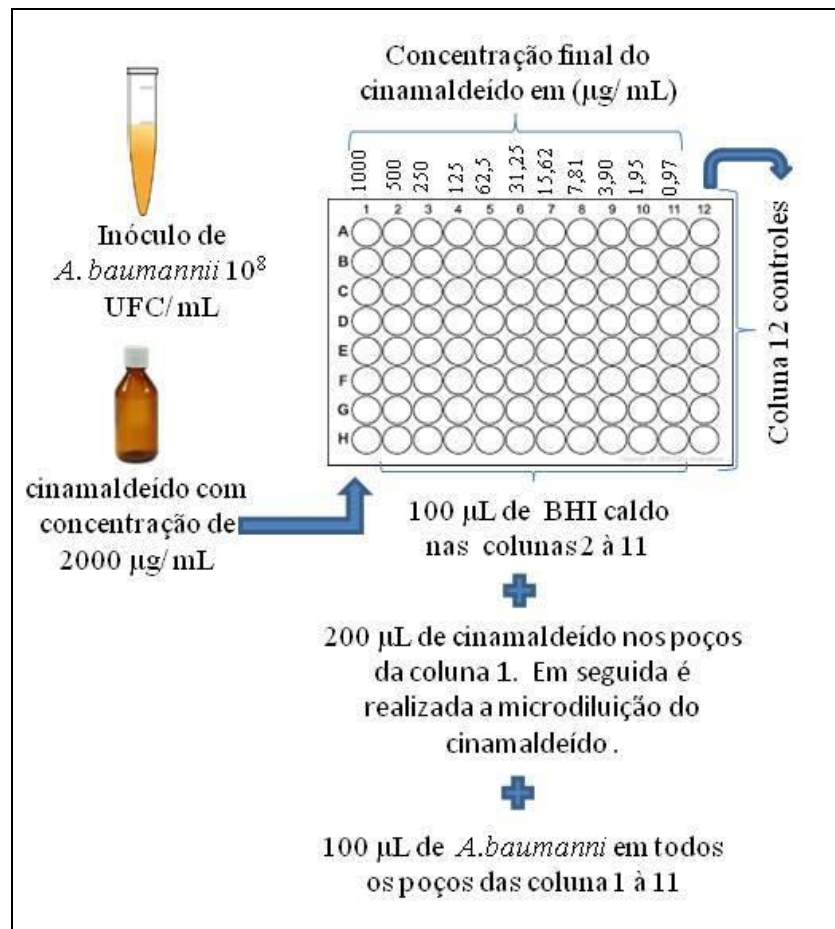 Concentração final do
cinamaldeído em (µg/ mL)
1000 500 250 125 62,5 31,25 15,62 7,81 3,90 1,95 0,97
1 2 3 4 5 6 7 8 9 10 11 12
A
B
C
D
E
F
G
H
Coluna 12 controles
Inóculo de
A. baumannii 10⁸
UFC/ mL
cinamaldeído com
concentração de
2000 µg/ mL
100 µL de BHI caldo
nas colunas 2 à 11
200 µL de cinamaldeído nos poços
da coluna 1. Em seguida é
realizada a microdiluição do
cinamaldeído .
100 µL de A.baumanni em todos
os poços das coluna 1 à 11